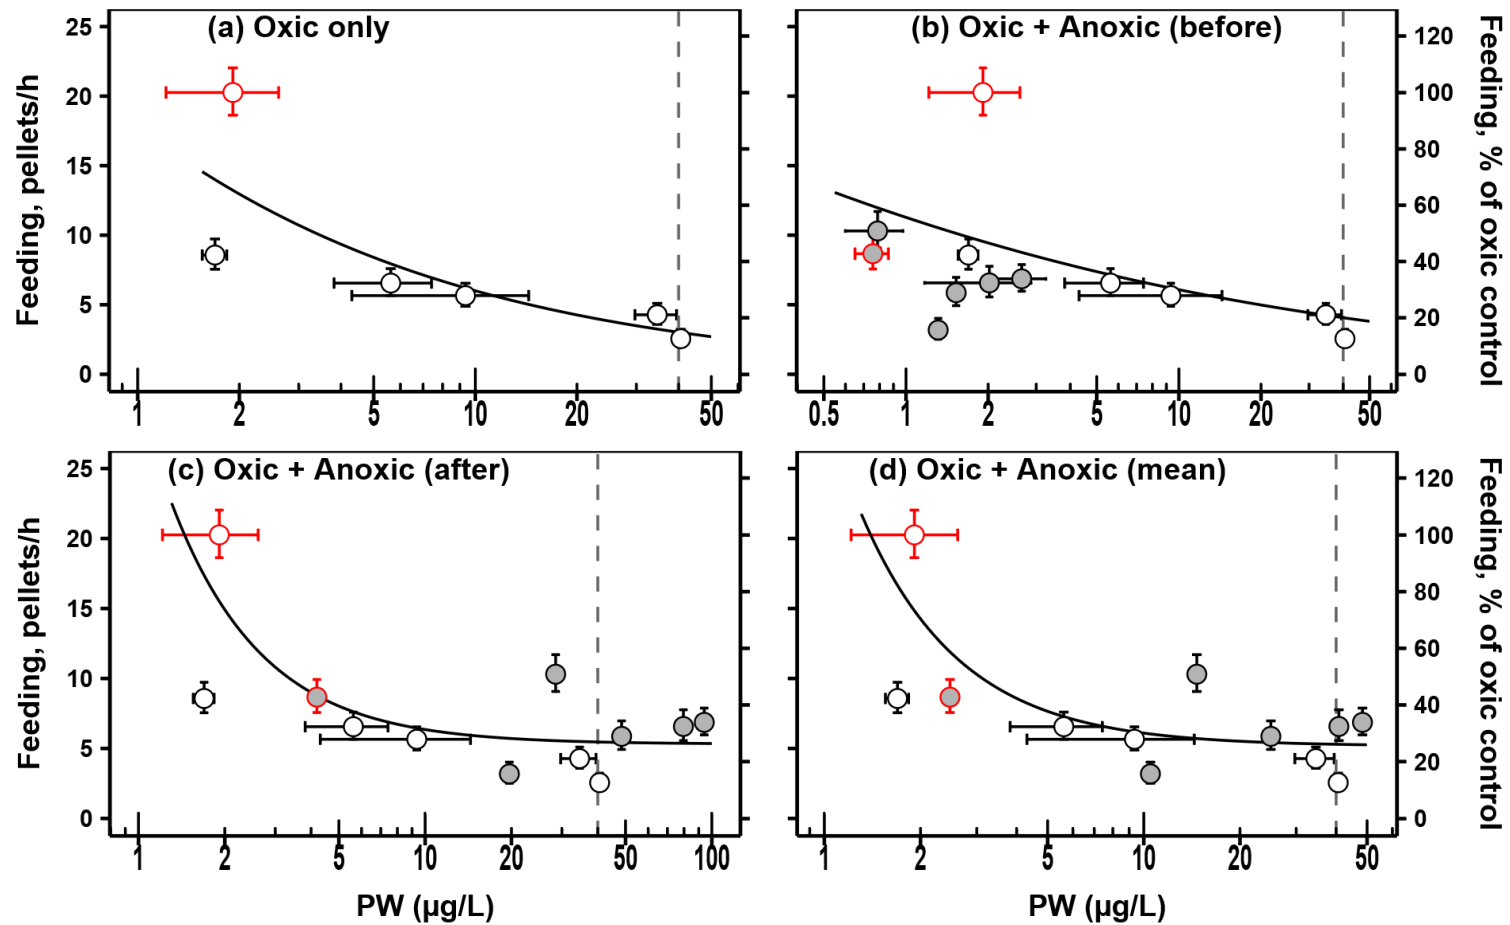 (a) Oxic only
(b) Oxic + Anoxic (before)
Feeding, pellets/h
25
20
15
10
5
0
120
100
80
60
40
20
0
Feeding, % of oxic control
1 2 5 10 20 50
0.5 1 2 5 10 20 50
(c) Oxic + Anoxic (after)
(d) Oxic + Anoxic (mean)
Feeding, pellets/h
25
20
15
10
5
0
120
100
80
60
40
20
0
Feeding, % of oxic control
1 2 5 10 20 50 100
1 2 5 10 20 50
PW (µg/L)
PW (µg/L)